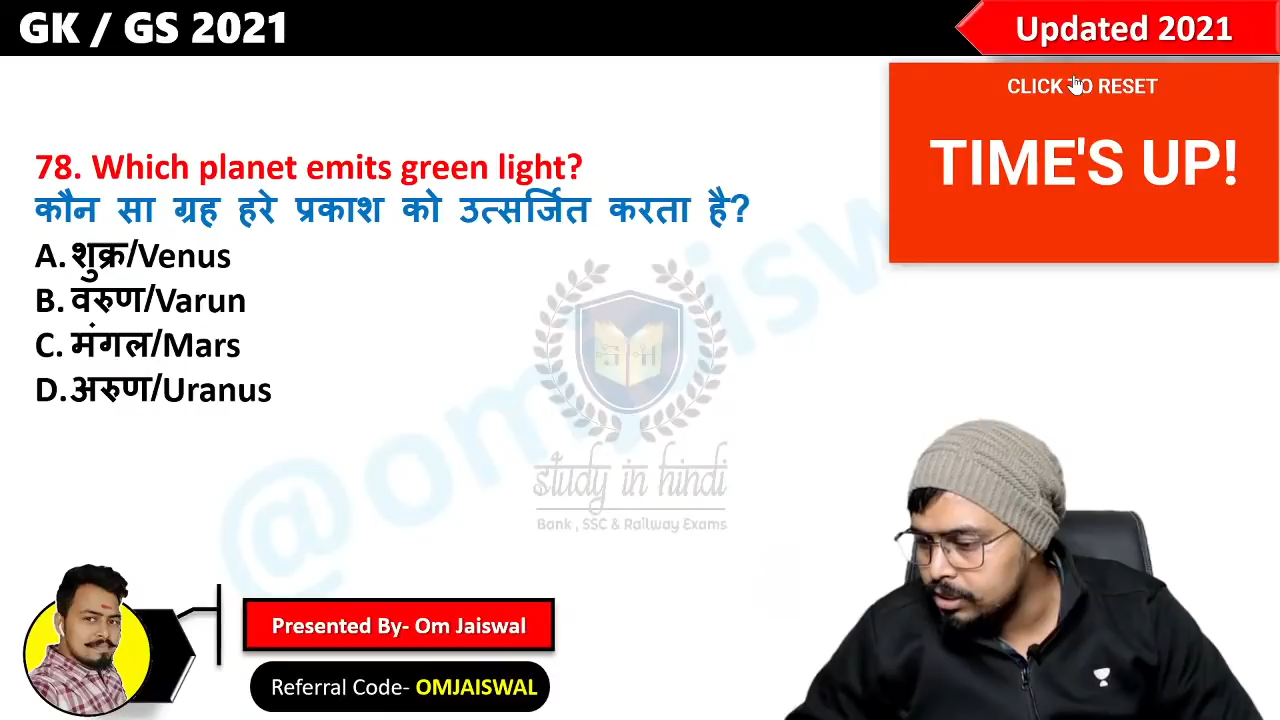 GK / GS 2021
Updated 2021
CLICK TO RESET
TIME'S UP!
78. Which planet emits green light?
कौन सा ग्रह हरे प्रकाश को उत्सर्जित करता है?
A. शुक्र/Venus
B. वरुण/Varun
C. मंगल/Mars
D. अरुण/Uranus
@omjaisw
study in hindi
Bank , SSC & Railway Exams
Presented By- Om Jaiswal
Referral Code- OMJAISWAL